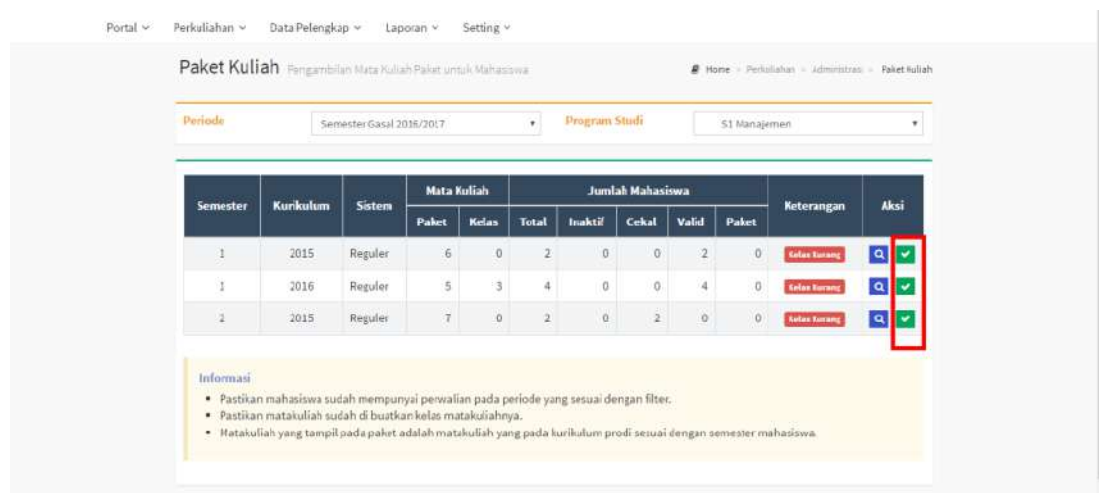 Portal Perkuliahan Data Pelengkap Laporan Setting
Paket Kuliah Pengambilan Mata Kuliah Paket untuk Mahasiswa
Home > Perkuliahan > Administrasi > Paket Kuliah
Periode Semester Gasal 2016/2017 Program Studi S1 Manajemen
Semester Kurikulum Sistem Mata Kuliah Jumlah Mahasiswa Keterangan Aksi
Paket Kelas Total Inaktif Cekal Valid Paket
1 2015 Reguler 6 0 2 0 0 2 0 Kelas Kurang
1 2016 Reguler 5 3 4 0 0 4 0 Kelas Kurang
2 2015 Reguler 7 0 2 0 2 0 0 Kelas Kurang
Informasi
• Pastikan mahasiswa sudah mempunyai perwalian pada periode yang sesuai dengan filter.
• Pastikan matakuliah sudah di buatkan kelas matakuliahnya.
• Matakuliah yang tampil pada paket adalah matakuliah yang pada kurikulum prodi sesuai dengan semester mahasiswa.